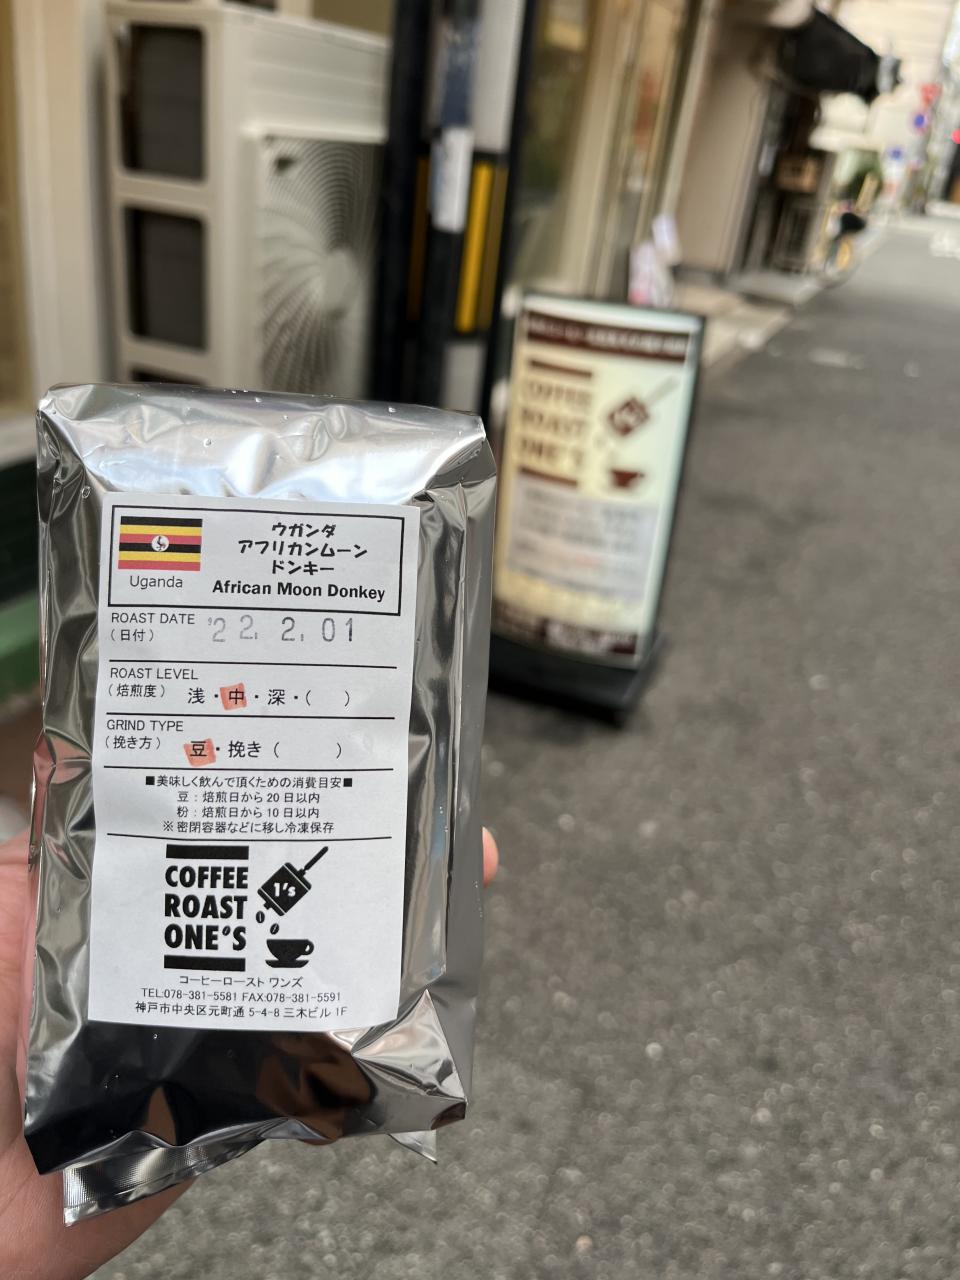 Uganda
ウガンダ
アフリカンムーン
ドンキー
African Moon Donkey
ROAST DATE
(日付)
'22. 2. 01
ROAST LEVEL
(焙煎度)
浅・中・深・( )
GRIND TYPE
(挽き方)
豆・挽き( )
■美味しく飲んで頂くための消費目安■
豆:焙煎日から20日以内
粉:焙煎日から10日以内
※密閉容器などに移し冷凍保存
COFFEE
ROAST
ONE'S
1's
コーヒーロースト ワンズ
TEL:078-381-5581 FAX:078-381-5591
神戸市中央区元町通 5-4-8 三木ビル 1F
COFFEE
ROAST
ONE'S